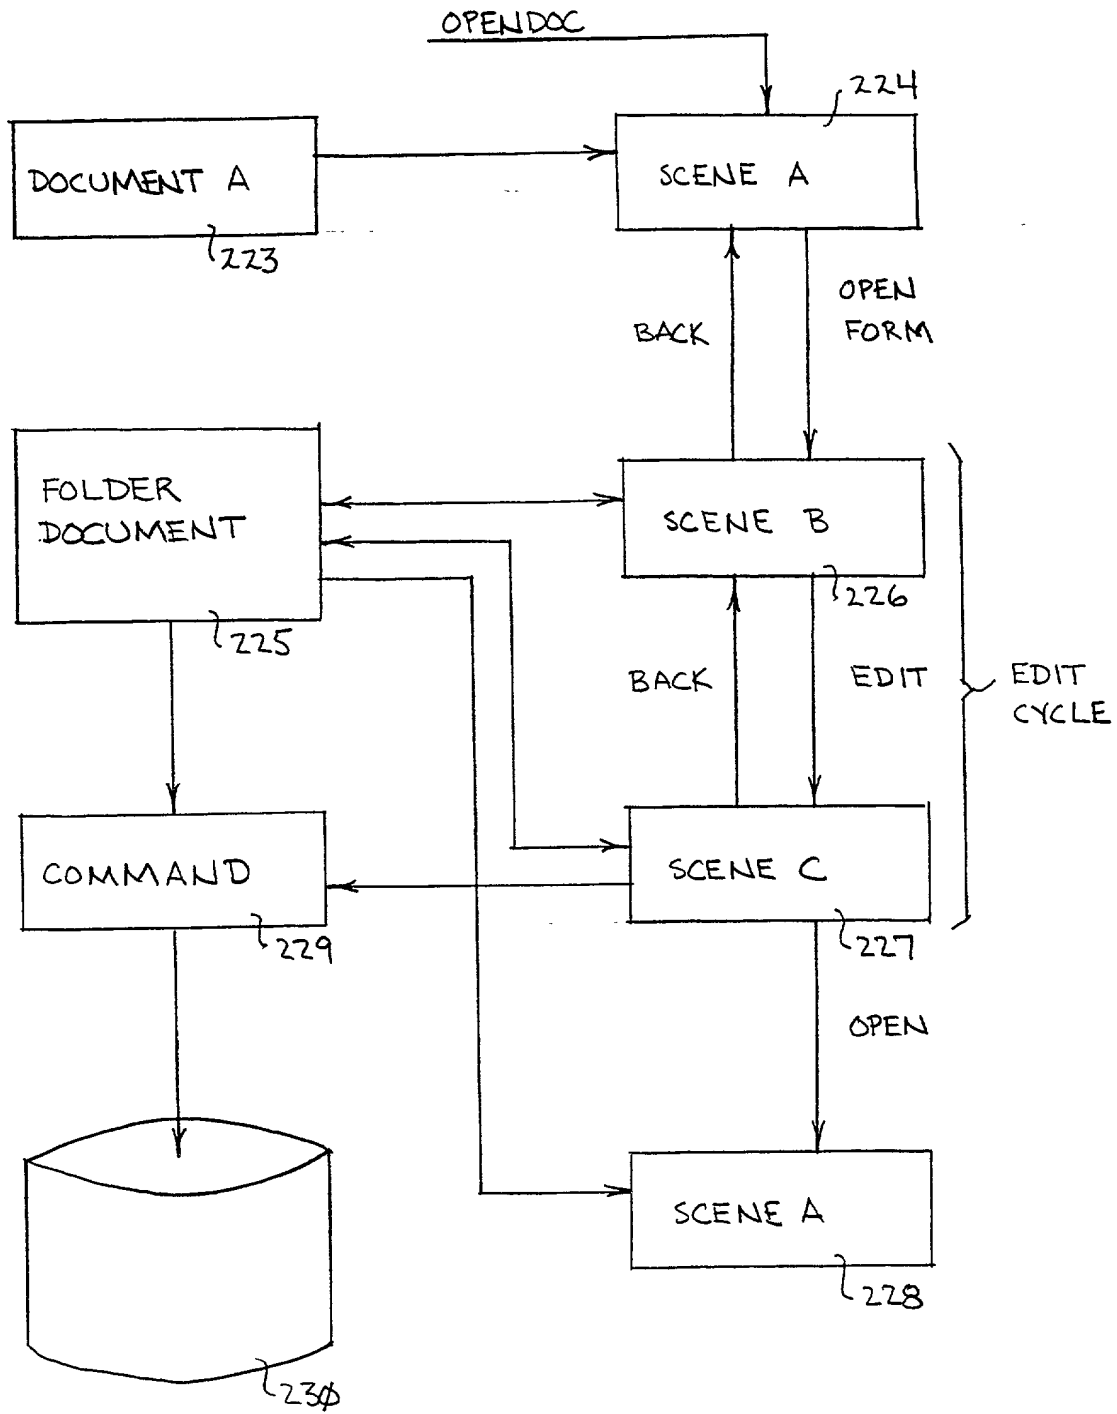 OPENDOC
224
DOCUMENT A
SCENE A
223
OPEN
FORM
BACK
FOLDER
DOCUMENT
SCENE B
226
225
BACK
EDIT
EDIT
CYCLE
COMMAND
SCENE C
229
227
OPEN
SCENE A
228
230